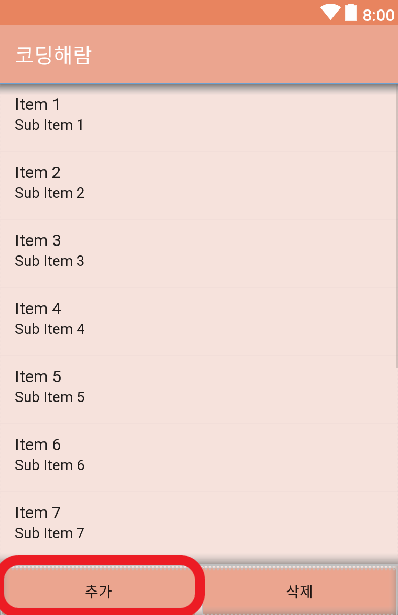 8:00
코딩해람
Item 1
Sub Item 1
Item 2
Sub Item 2
Item 3
Sub Item 3
Item 4
Sub Item 4
Item 5
Sub Item 5
Item 6
Sub Item 6
Item 7
Sub Item 7
추가 삭제